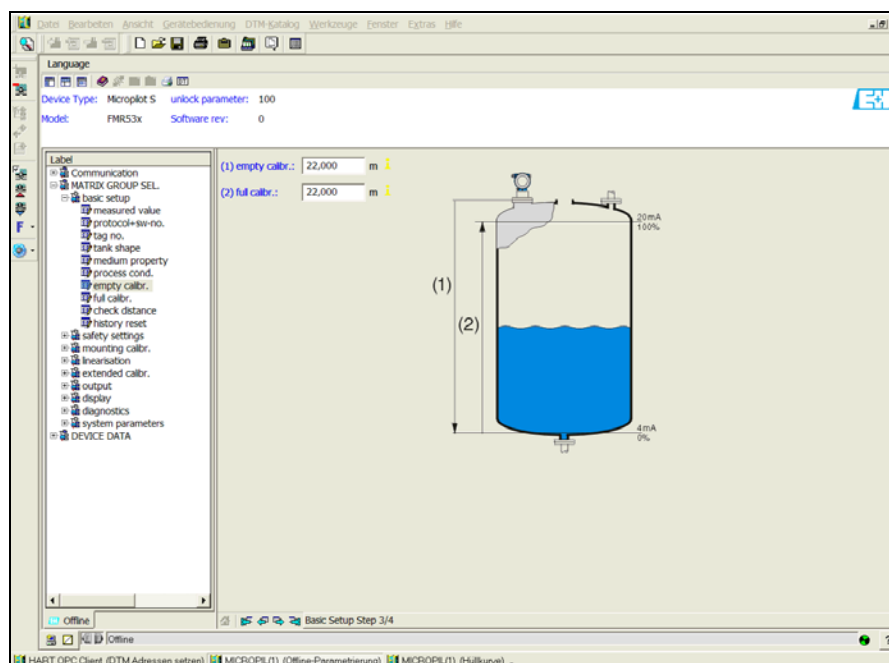 Datei Bearbeiten Ansicht Gerätebedienung DTM-Katalog Werkzeuge Fenster Extras Hilfe
Language
Device Type: Micropilot S unlock parameter: 100
Model: FMR53x Software rev: 0
E+
Label
Communication
MATRIX GROUP SEL.
basic setup
measured value
protocol+sw-no.
tag no.
tank shape
medium property
process cond.
empty calibr.
full calibr.
check distance
history reset
safety settings
mounting calibr.
linearisation
extended calibr.
output
display
diagnostics
system parameters
DEVICE DATA
(1) empty calibr.: 22,000 m
(2) full calibr.: 22,000 m
20mA
100%
(1)
(2)
4mA
0%
Offline
Basic Setup Step 3/4
Offline
HART OPC Client (DTM Adressen setzen) MICROPIL(1) (Offline-Parametrierung) MICROPIL(1) (Hüllkurve)